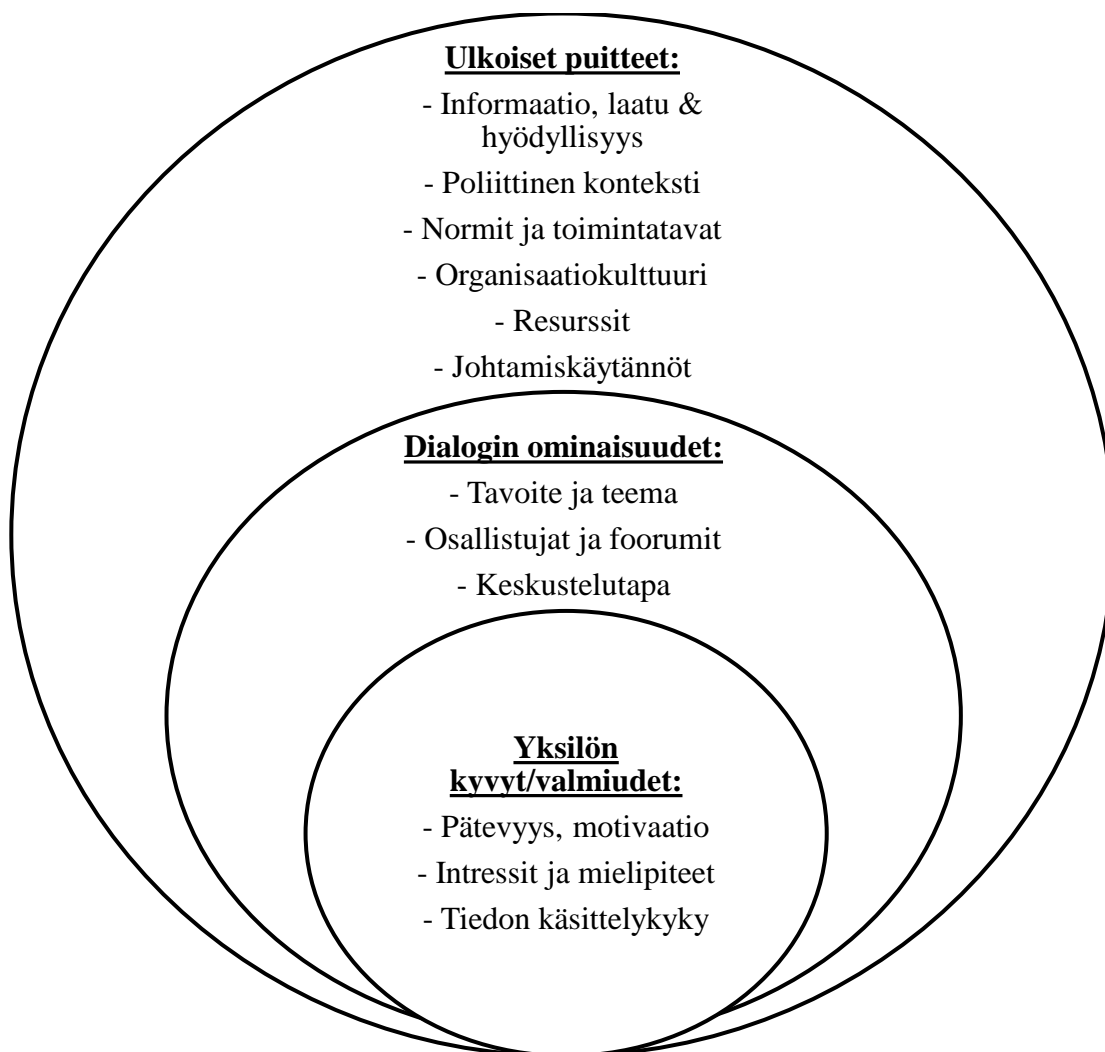 Ulkoiset puitteet:
- Informaatio, laatu &
hyödyllisyys
- Poliittinen konteksti
- Normit ja toimintatavat
- Organisaatiokulttuuri
- Resurssit
- Johtamiskäytännöt
Dialogin ominaisuudet:
- Tavoite ja teema
- Osallistujat ja foorumit
- Keskustelutapa
Yksilön
kyvyt/valmiudet:
- Pätevyys, motivaatio
- Intressit ja mielipiteet
- Tiedon käsittelykyky